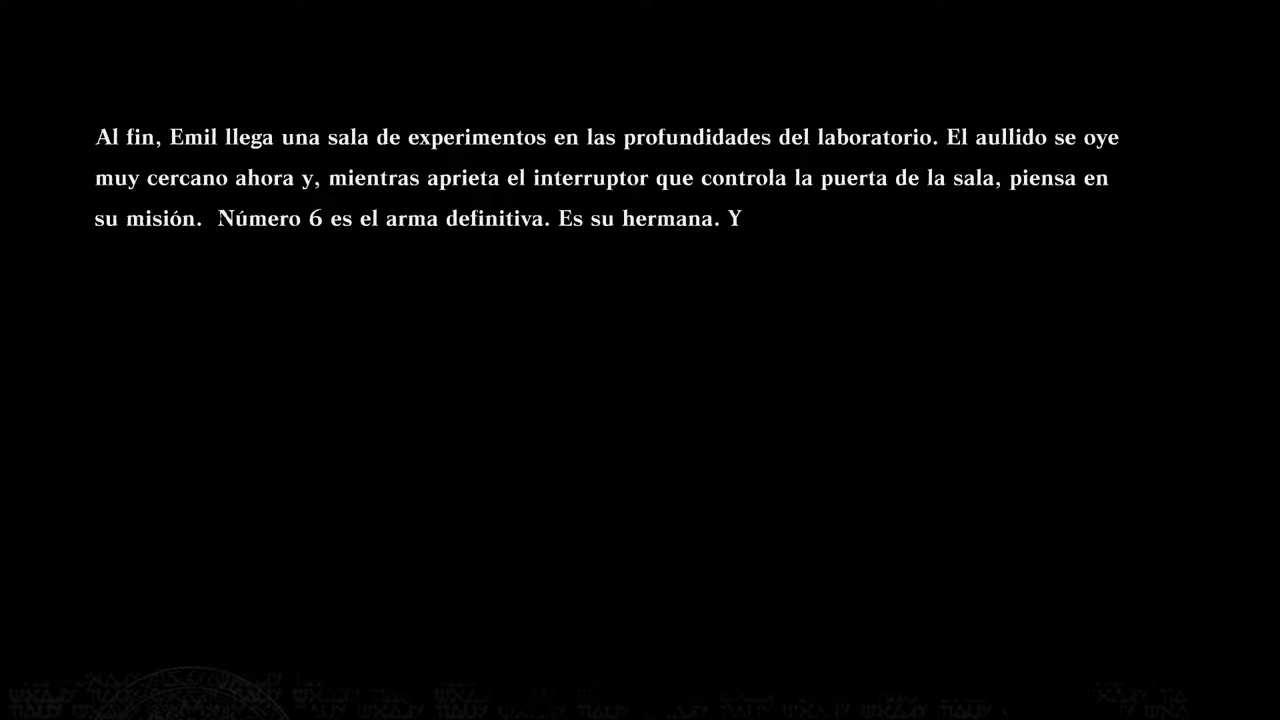 Al fin, Emil llega una sala de experimentos en las profundidades del laboratorio. El aullido se oye
muy cercano ahora y, mientras aprieta el interruptor que controla la puerta de la sala, piensa en
su misión.  Número 6 es el arma definitiva. Es su hermana. Y